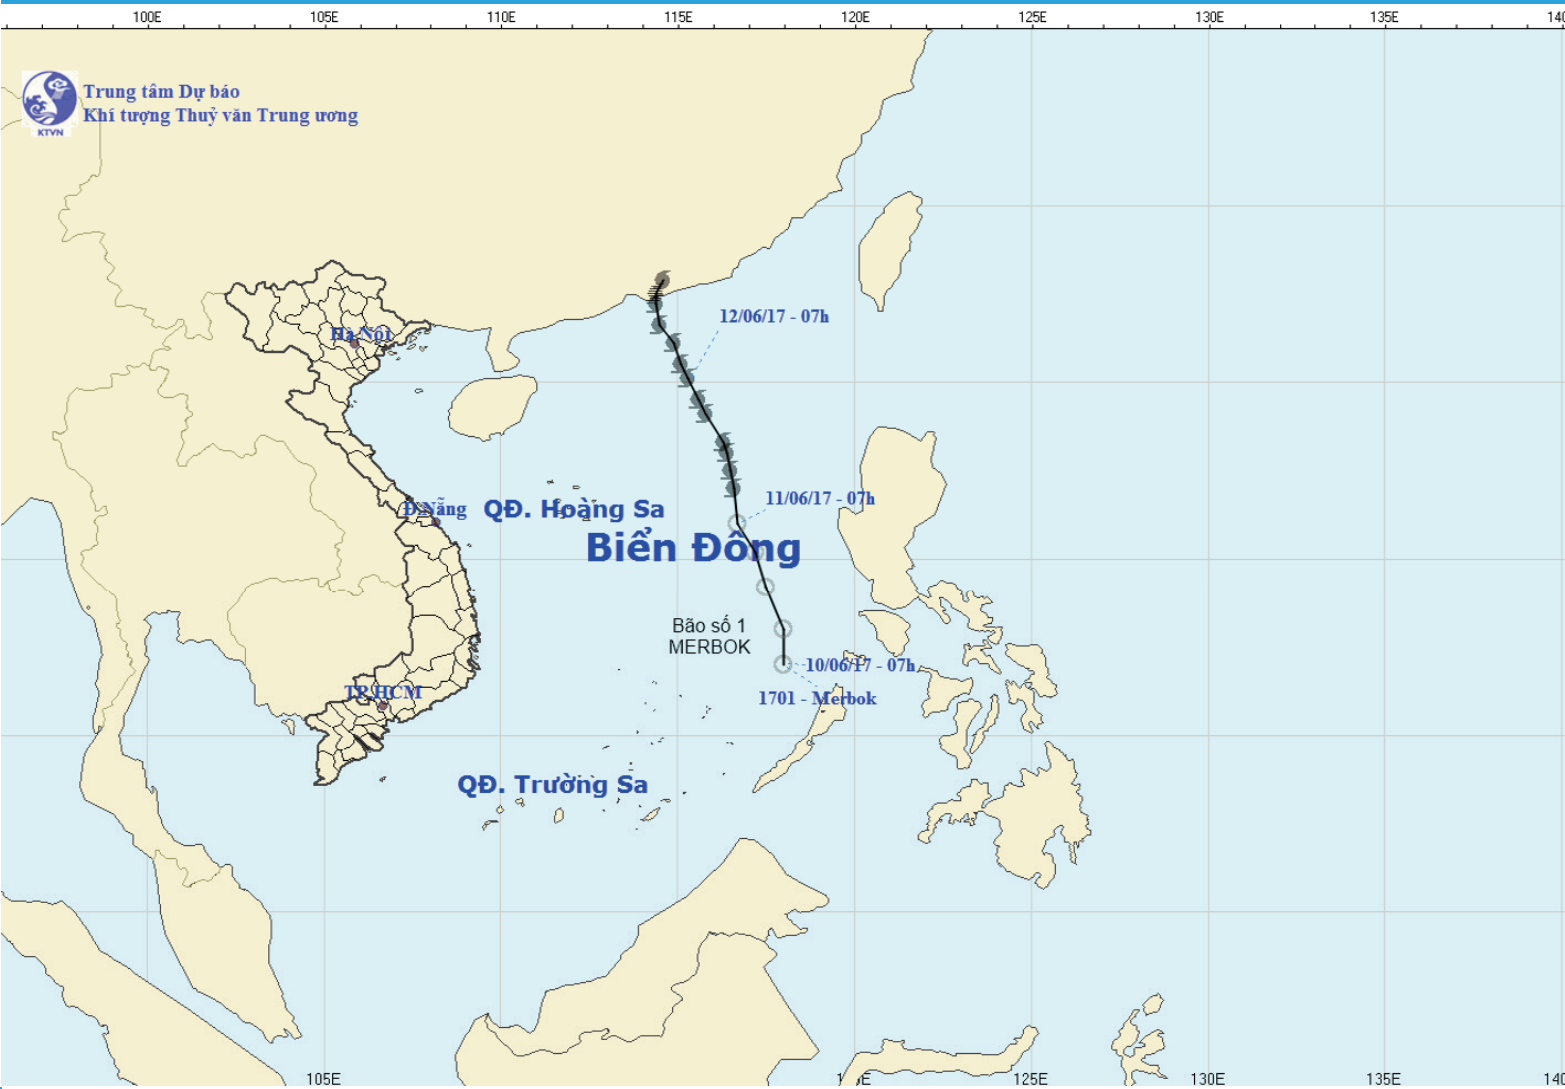 100E 105E 110E 115E 120E 125E 130E 135E
Trung tâm Dự báo
Khí tượng Thuỷ văn Trung ương
KTVN
12/06/17 - 07h
Hà Nội
11/06/17 - 07h
Đ.Nẵng
QĐ. Hoàng Sa
Biển Đông
Bão số 1
MERBOK
10/06/17 - 07h
TP.HCM
1701 - Merbok
QĐ. Trường Sa
105E 125E 130E 135E